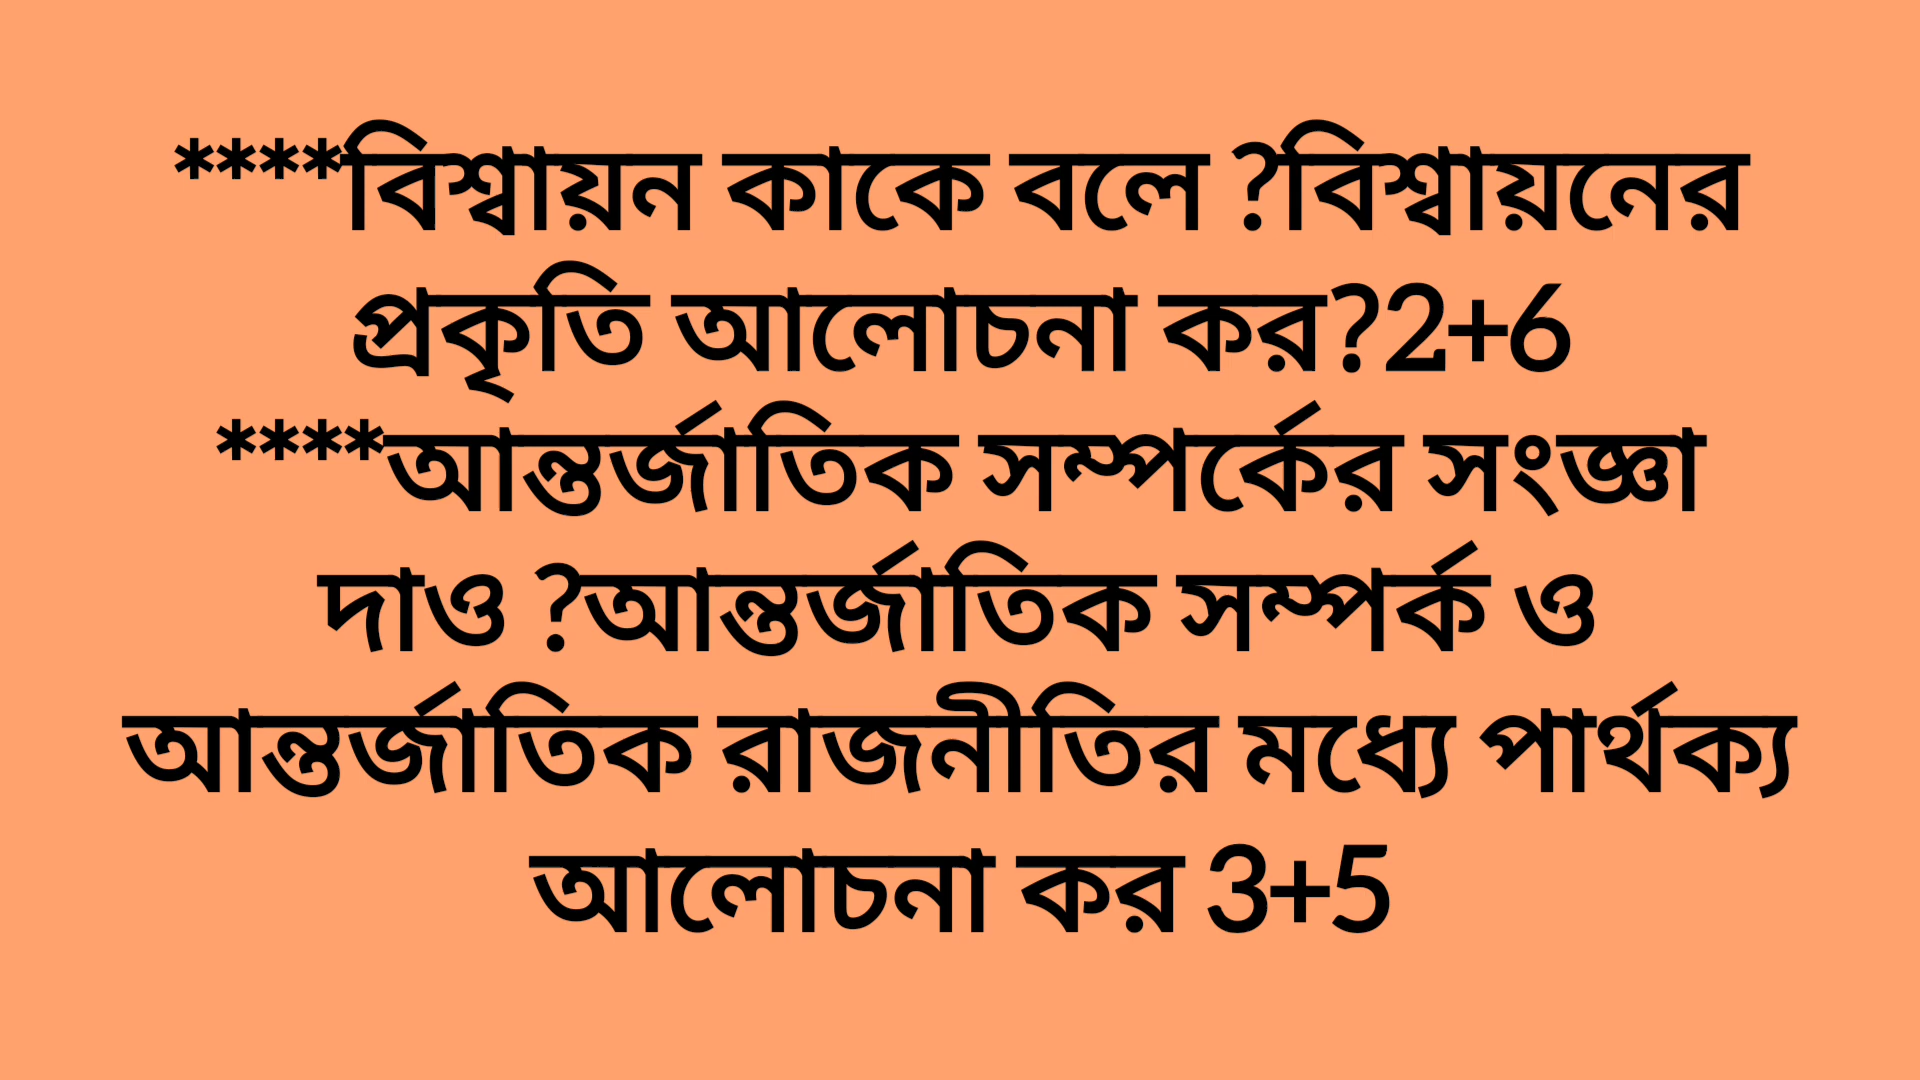 ****বিশ্বায়ন কাকে বলে ?বিশ্বায়নের
প্রকৃতি আলোচনা কর?2+6
****আন্তর্জাতিক সম্পর্কের সংজ্ঞা
দাও ?আন্তর্জাতিক সম্পর্ক ও
আন্তর্জাতিক রাজনীতির মধ্যে পার্থক্য
আলোচনা কর 3+5